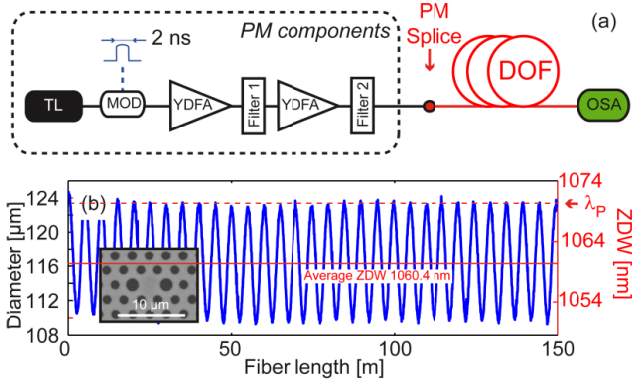 PM components
(a)
2 ns
PM
Splice
TL
MOD
YDFA
Filter 1
YDFA
Filter 2
DOF
OSA
(b)
Diameter [µm]
124
120
116
112
108
10 µm
Average ZDW 1060.4 nm
1074
← λP
1064
1054
ZDW [nm]
0
50
100
150
Fiber length [m]